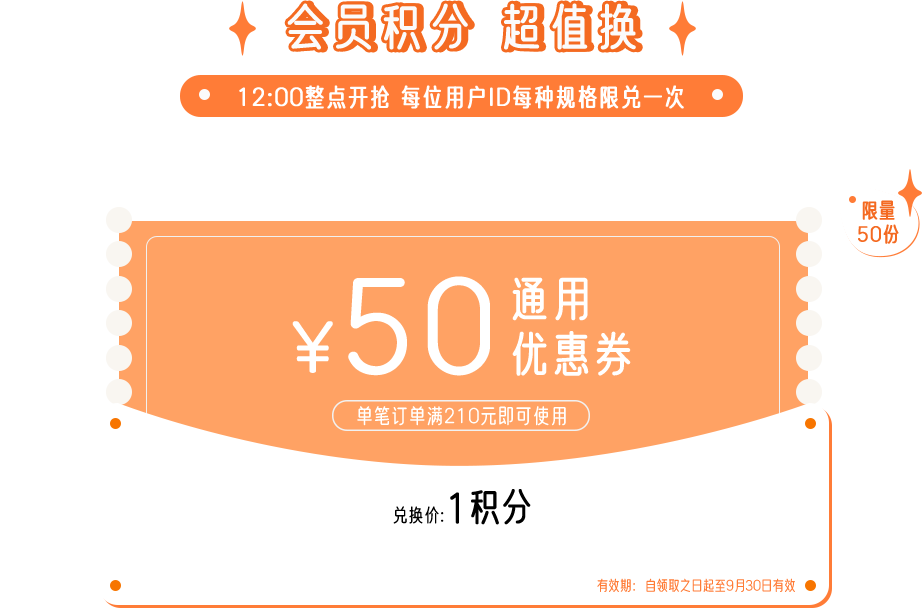 会员积分 超值换
12:00整点开抢 每位用户ID每种规格限兑一次
限量
50份
¥50
通用
优惠券
单笔订单满210元即可使用
兑换价:1积分
有效期: 自领取之日起至9月30日有效